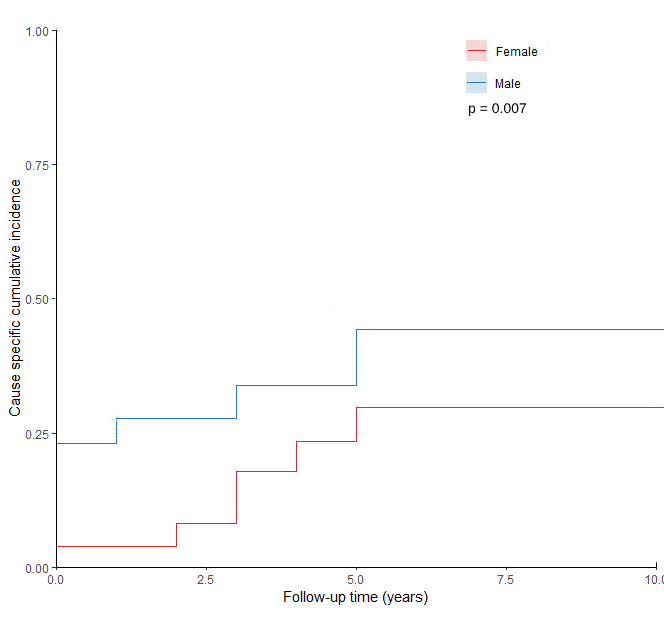 1.00
Female
Male
p = 0.007
0.75
Cause specific cumulative incidence
0.50
0.25
0.00
0.0 2.5 5.0 7.5 10.0
Follow-up time (years)